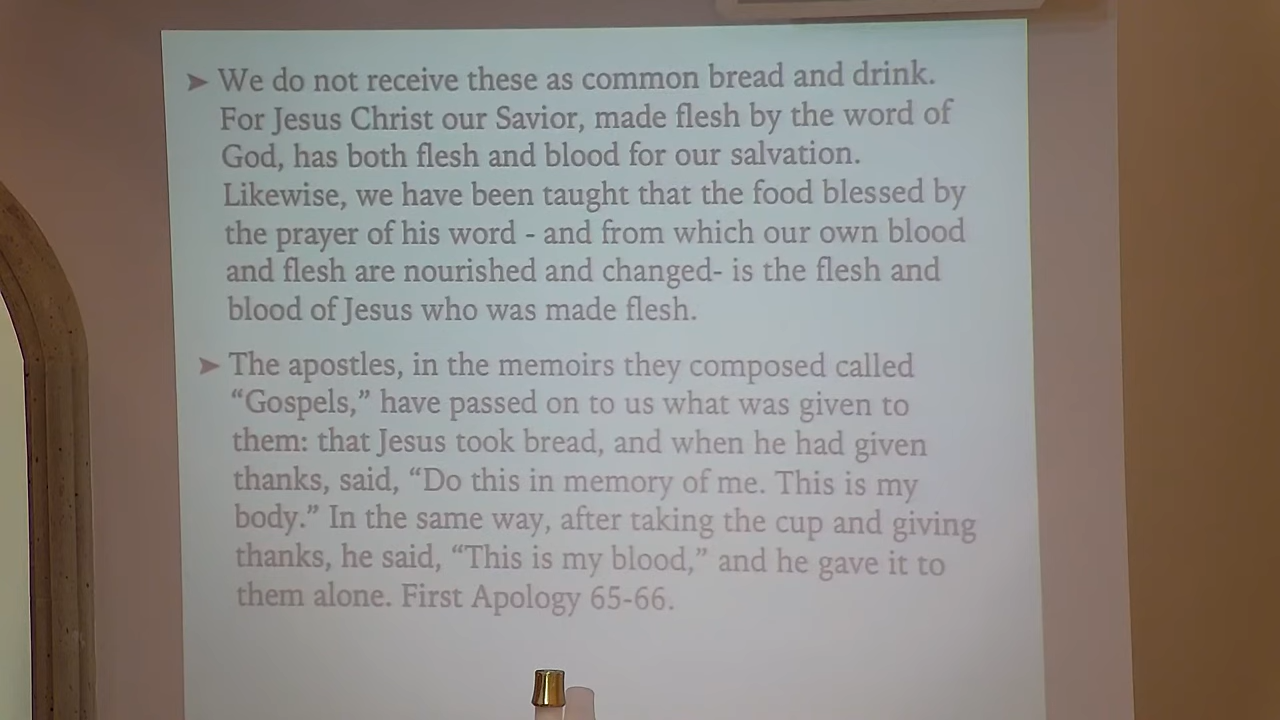 ➤ We do not receive these as common bread and drink.
For Jesus Christ our Savior, made flesh by the word of
God, has both flesh and blood for our salvation.
Likewise, we have been taught that the food blessed by
the prayer of his word - and from which our own blood
and flesh are nourished and changed- is the flesh and
blood of Jesus who was made flesh.
➤ The apostles, in the memoirs they composed called
“Gospels,” have passed on to us what was given to
them: that Jesus took bread, and when he had given
thanks, said, “Do this in memory of me. This is my
body.” In the same way, after taking the cup and giving
thanks, he said, “This is my blood,” and he gave it to
them alone. First Apology 65-66.